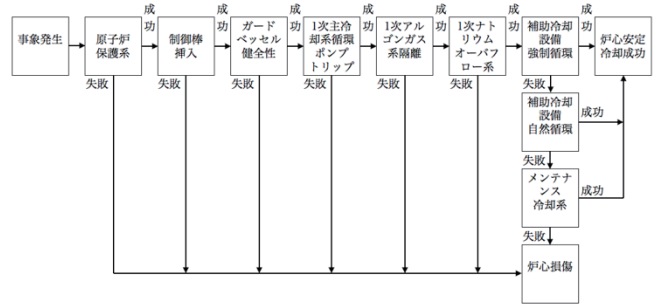 成功
成功
成功
成功
成功
成功
成功
事象発生
原子炉
保護系
制御棒
挿入
ガード
ベッセル
健全性
1次主冷
却系循環
ポンプ
トリップ
1次アル
ゴンガス
系隔離
1次ナト
リウム
オーバフ
ロー系
補助冷却
設備
強制循環
炉心安定
冷却成功
失敗
失敗
失敗
失敗
失敗
失敗
失敗
補助冷却
設備
自然循環
成功
失敗
メンテナ
ンス
冷却系
成功
失敗
炉心損傷